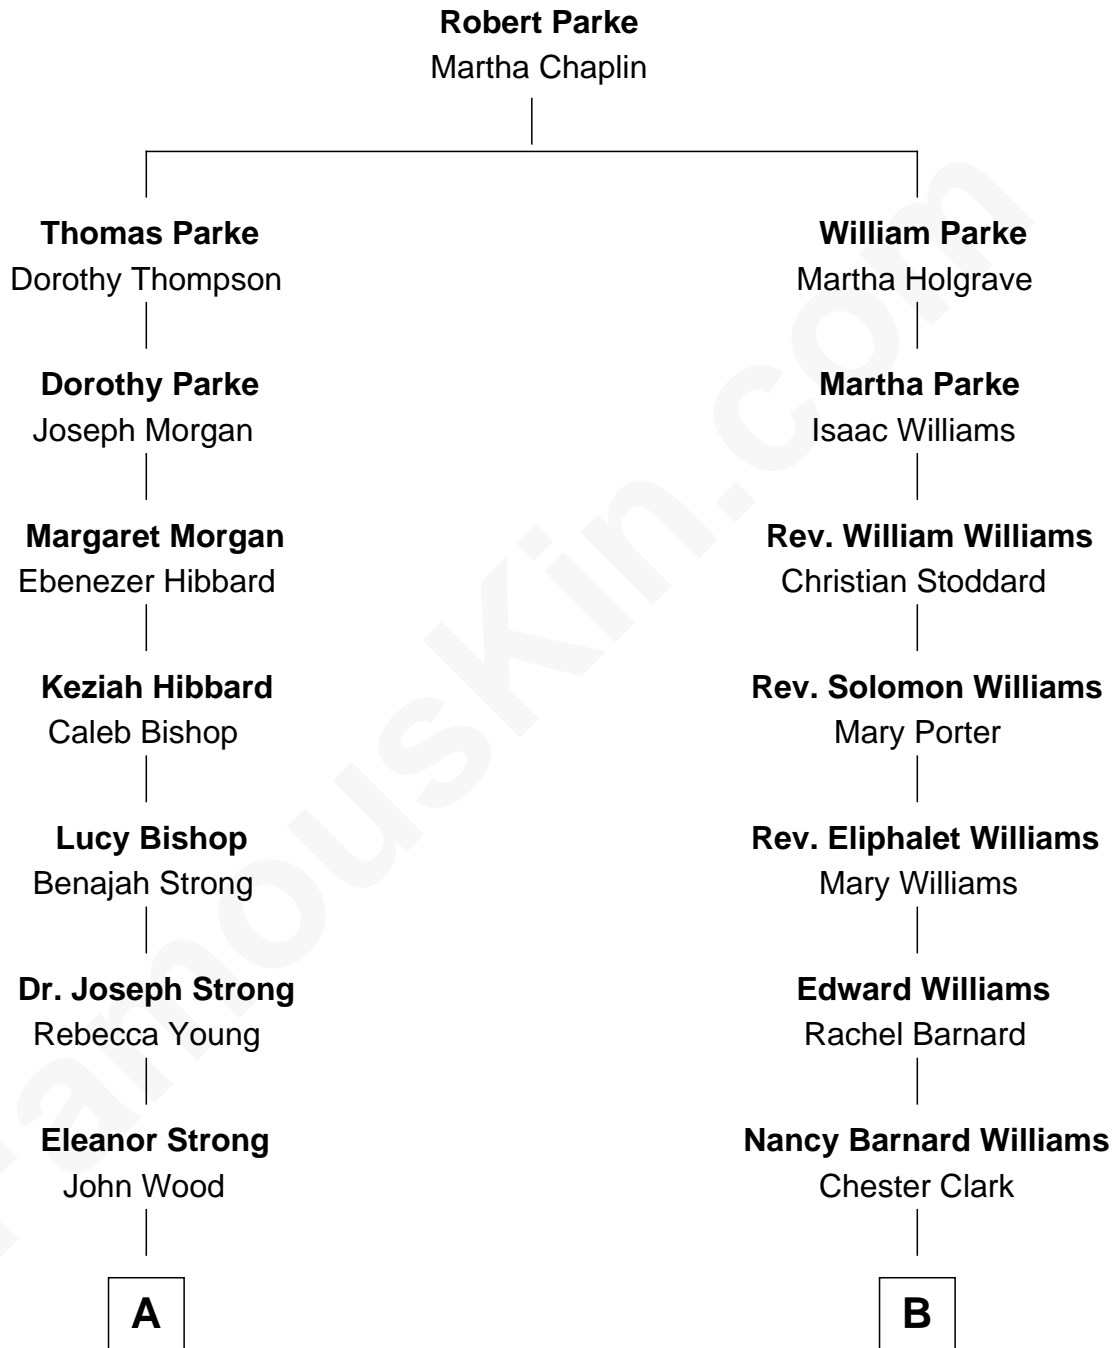 Robert Parke
Martha Chaplin
Thomas Parke
Dorothy Thompson
William Parke
Martha Holgrave
Dorothy Parke
Joseph Morgan
Martha Parke
Isaac Williams
Margaret Morgan
Ebenezer Hibbard
Rev. William Williams
Christian Stoddard
Keziah Hibbard
Caleb Bishop
Rev. Solomon Williams
Mary Porter
Lucy Bishop
Benajah Strong
Rev. Eliphalet Williams
Mary Williams
Dr. Joseph Strong
Rebecca Young
Edward Williams
Rachel Barnard
Eleanor Strong
John Wood
Nancy Barnard Williams
Chester Clark
A
B
FamousKin.com